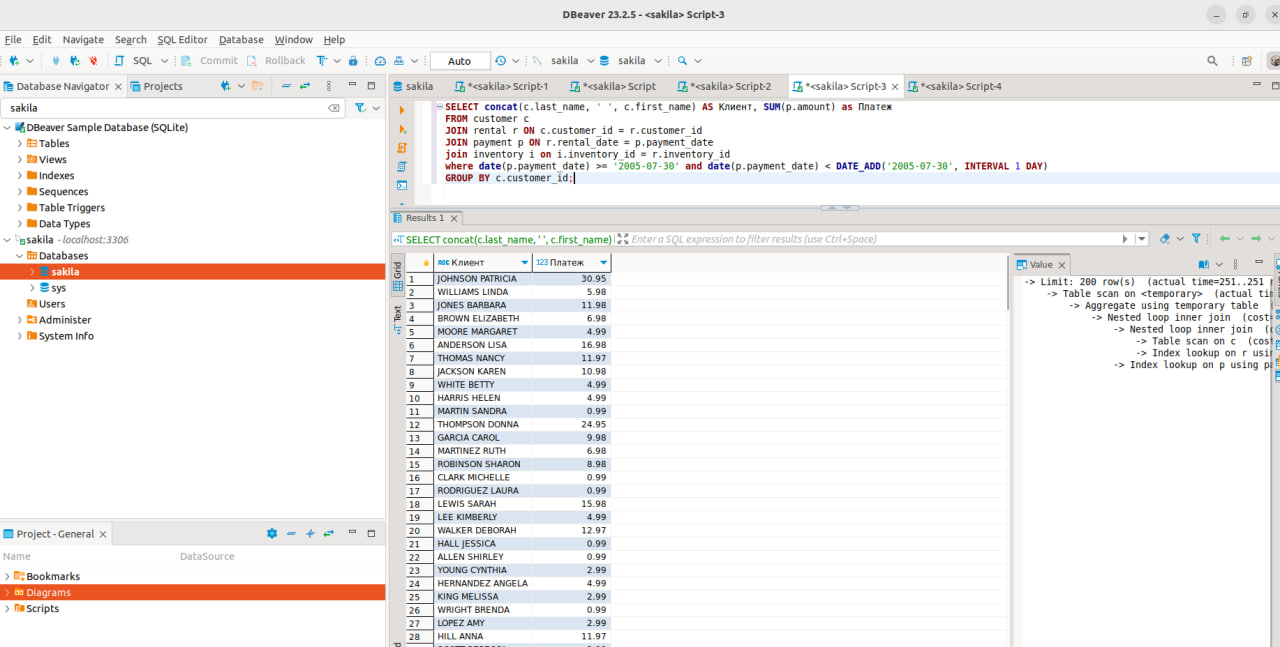 DBeaver 23.2.5 - <sakila> Script-3
File Edit Navigate Search SQL Editor Database Window Help
SQL Commit Rollback Auto sakila sakila
Database Navigator Projects
sakila
DBeaver Sample Database (SQLite)
Tables
Views
Indexes
Sequences
Table Triggers
Data Types
sakila - localhost:3306
Databases
sakila
sys
Users
Administer
System Info
Project - General
Name DataSource
Bookmarks
Diagrams
Scripts
sakila *<sakila> Script-1 *<sakila> Script *<sakila> Script-2 *<sakila> Script-3 *<sakila> Script-4
SELECT concat(c.last_name, ' ', c.first_name) AS Клиент, SUM(p.amount) as Платеж
FROM customer c
JOIN rental r ON c.customer_id = r.customer_id
JOIN payment p ON r.rental_date = p.payment_date
join inventory i on i.inventory_id = r.inventory_id
where date(p.payment_date) >= '2005-07-30' and date(p.payment_date) < DATE_ADD('2005-07-30', INTERVAL 1 DAY)
GROUP BY c.customer_id;
Results 1
SELECT concat(c.last_name, ' ', c.first_name) Enter a SQL expression to filter results (use Ctrl+Space)
Grid
Text
ABC Клиент 123 Платеж
1 JOHNSON PATRICIA 30.95
2 WILLIAMS LINDA 5.98
3 JONES BARBARA 11.98
4 BROWN ELIZABETH 6.98
5 MOORE MARGARET 4.99
6 ANDERSON LISA 16.98
7 THOMAS NANCY 11.97
8 JACKSON KAREN 10.98
9 WHITE BETTY 4.99
10 HARRIS HELEN 4.99
11 MARTIN SANDRA 0.99
12 THOMPSON DONNA 24.95
13 GARCIA CAROL 9.98
14 MARTINEZ RUTH 6.98
15 ROBINSON SHARON 8.98
16 CLARK MICHELLE 0.99
17 RODRIGUEZ LAURA 0.99
18 LEWIS SARAH 15.98
19 LEE KIMBERLY 4.99
20 WALKER DEBORAH 12.97
21 HALL JESSICA 0.99
22 ALLEN SHIRLEY 0.99
23 YOUNG CYNTHIA 2.99
24 HERNANDEZ ANGELA 4.99
25 KING MELISSA 2.99
26 WRIGHT BRENDA 0.99
27 LOPEZ AMY 2.99
28 HILL ANNA 11.97
Value
-> Limit: 200 row(s) (actual time=251..251 r
-> Table scan on <temporary> (actual tim
-> Aggregate using temporary table (
-> Nested loop inner join (cost=
-> Nested loop inner join (c
-> Table scan on c (cos
-> Index lookup on r usin
-> Index lookup on p using pa